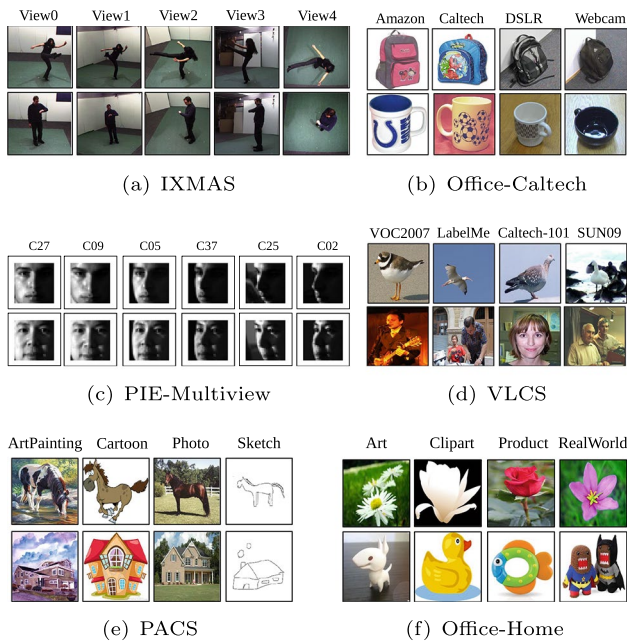 View0 View1 View2 View3 View4
(a) IXMAS
Amazon Caltech DSLR Webcam
(b) Office-Caltech
C27 C09 C05 C37 C25 C02
(c) PIE-Multiview
VOC2007 LabelMe Caltech-101 SUN09
(d) VLCS
ArtPainting Cartoon Photo Sketch
(e) PACS
Art Clipart Product RealWorld
(f) Office-Home